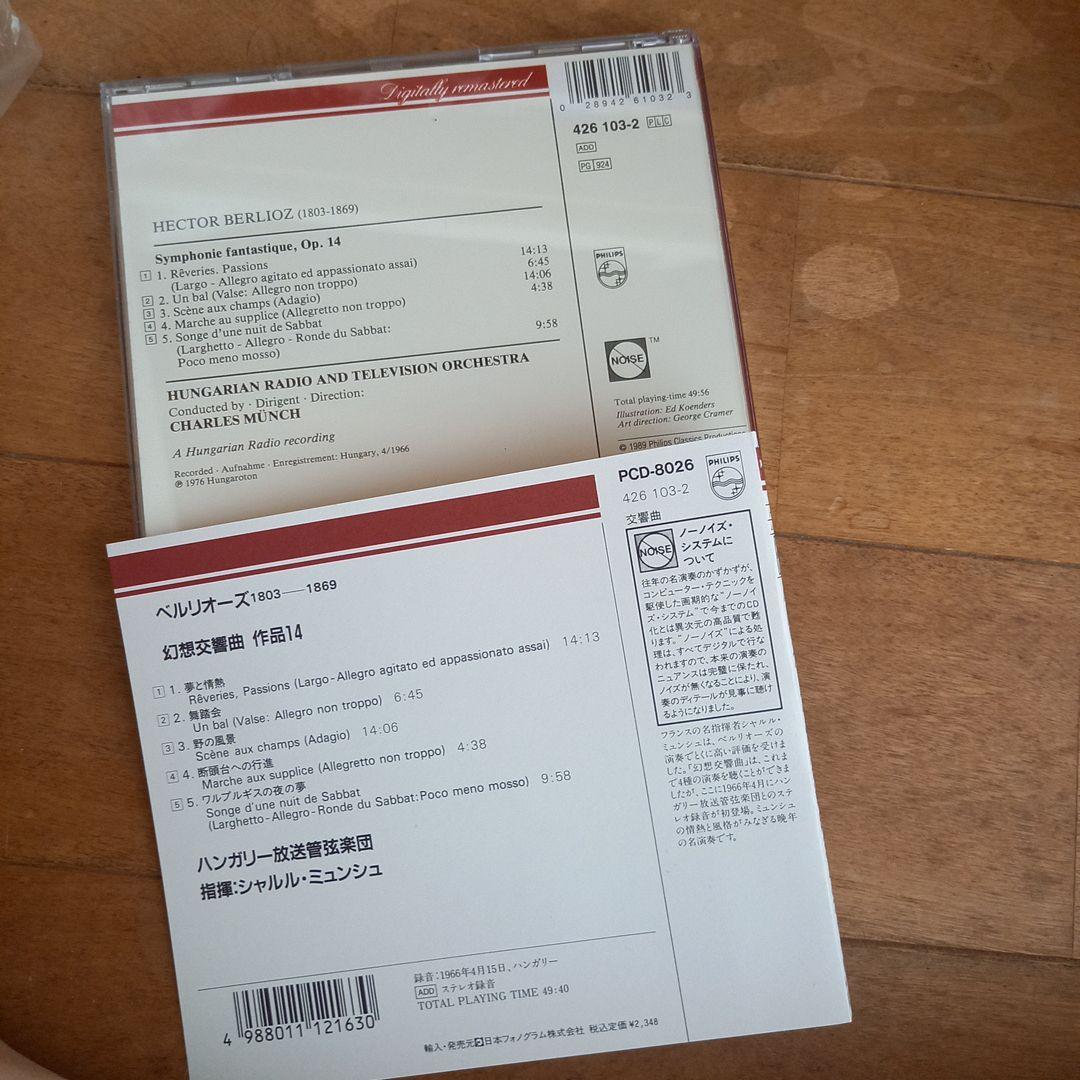 Digitally remastered
0 28942 61032 3
426 103-2 PLC
ADD
PG 924
HECTOR BERLIOZ (1803-1869)
Symphonie fantastique, Op. 14
1 1. Rêveries. Passions
(Largo - Allegro agitato ed appassionato assai) 14:13
2 2. Un bal (Valse: Allegro non troppo) 6:45
3 3. Scène aux champs (Adagio) 14:06
4 4. Marche au supplice (Allegretto non troppo) 4:38
5 5. Songe d'une nuit de Sabbat
(Larghetto - Allegro - Ronde du Sabbat:
Poco meno mosso) 9:58
HUNGARIAN RADIO AND TELEVISION ORCHESTRA
Conducted by · Dirigent · Direction:
CHARLES MÜNCH
A Hungarian Radio recording
Recorded · Aufnahme · Enregistrement: Hungary, 4/1966
℗ 1976 Hungaroton
PHILIPS
NOISE TM
Total playing-time 49:56
Illustration: Ed Koenders
Art direction: George Cramer
© 1989 Philips Classics Productions
PCD-8026
426 103-2
PHILIPS
交響曲
NOISE
ノーノイズ・
システムに
ついて
往年の名演奏のかずかずが、
コンピューター・テクニックを
駆使した画期的な“ノーノイ
ズ・システム”で今までのCD
化とは異次元の高品質で甦
ります。“ノーノイズ”による処
理は、すべてデジタルで行な
われますので、本来の演奏の
ニュアンスは完璧に保たれ、
ノイズが無くなることにより、演
奏のディテールが見事に聴け
るようになりました。
フランスの名指揮者シャルル・
ミュンシュは、ベルリオーズの
演奏でとくに高い評価を受けま
した。「幻想交響曲」は、これま
で4種の演奏を聴くことができま
したが、ここに1966年4月にハン
ガリー放送管弦楽団とのステ
レオ録音が初登場。ミュンシュ
の情熱と風格がみなぎる晩年
の名演奏です。
ベルリオーズ1803——1869
幻想交響曲 作品14
1 1. 夢と情熱
Rêveries, Passions (Largo-Allegro agitato ed appassionato assai) 14:13
2 2. 舞踏会
Un bal (Valse: Allegro non troppo) 6:45
3 3. 野の風景
Scène aux champs (Adagio) 14:06
4 4. 断頭台への行進
Marche aux supplice (Allegretto non troppo) 4:38
5 5. ワルプルギスの夜の夢
Songe d'une nuit de Sabbat
(Larghetto-Allegro-Ronde du Sabbat:Poco meno mosso) 9:58
ハンガリー放送管弦楽団
指揮:シャルル・ミュンシュ
4 988011 121630
録音:1966年4月15日、ハンガリー
ADD ステレオ録音
TOTAL PLAYING TIME 49:40
輸入・発売元 日本フォノグラム株式会社 税込定価¥2,348